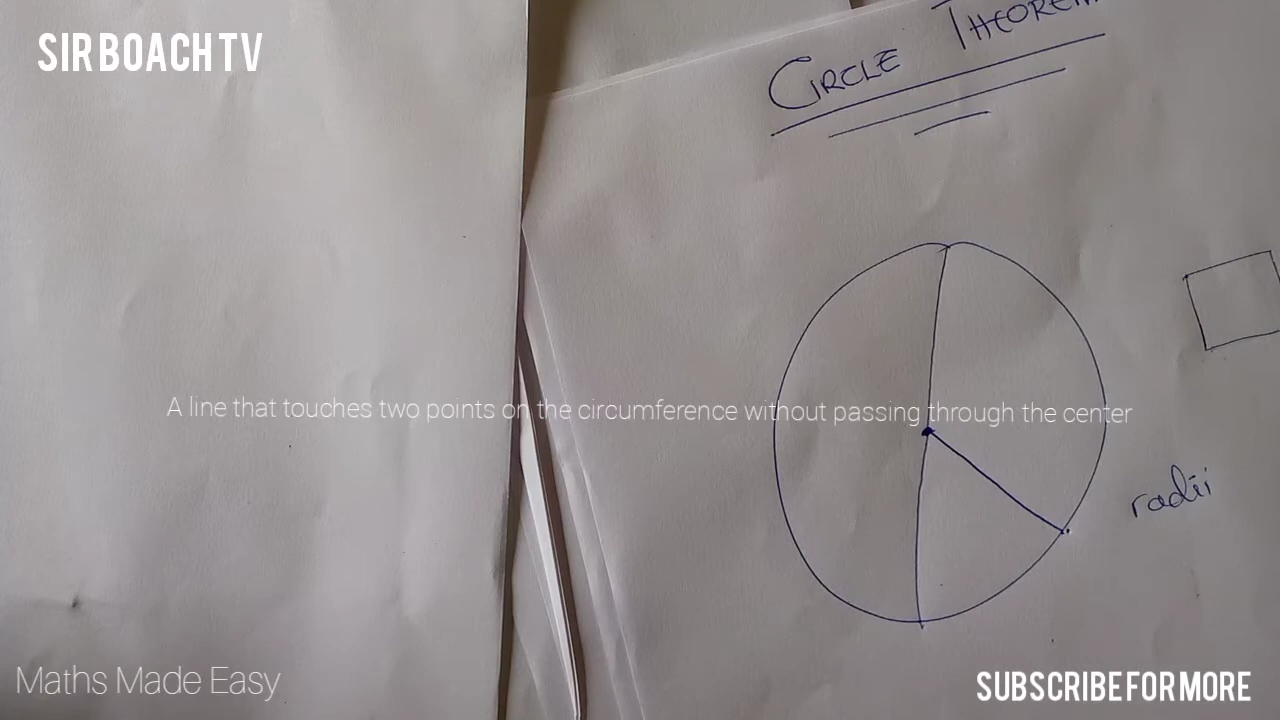 SIR BOACH TV
CIRCLE THEOREM
A line that touches two points on the circumference without passing through the center
radii
Maths Made Easy
SUBSCRIBE FOR MORE